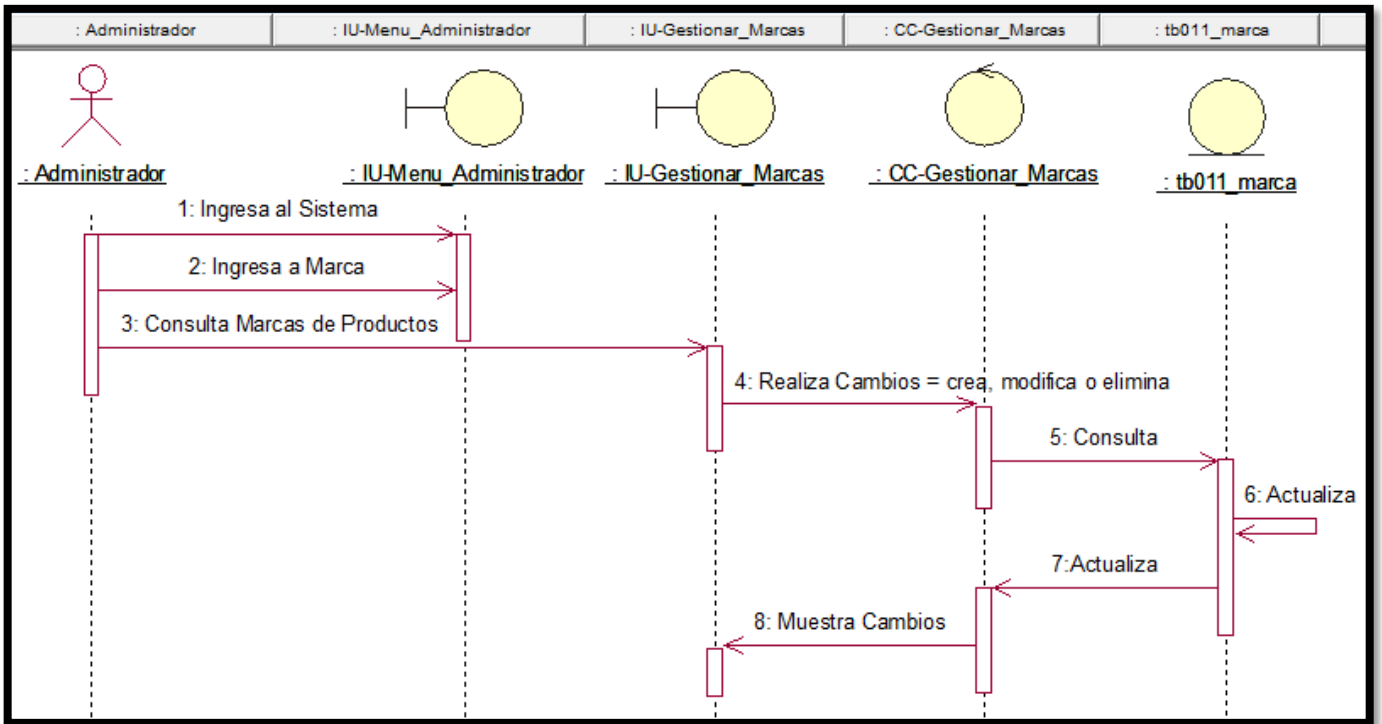 : Administrador
: IU-Menu_Administrador
: IU-Gestionar_Marcas
: CC-Gestionar_Marcas
: tb011_marca
: Administrador
: IU-Menu_Administrador
: IU-Gestionar_Marcas
: CC-Gestionar_Marcas
: tb011_marca
1: Ingresa al Sistema
2: Ingresa a Marca
3: Consulta Marcas de Productos
4: Realiza Cambios = crea, modifica o elimina
5: Consulta
6: Actualiza
7:Actualiza
8: Muestra Cambios